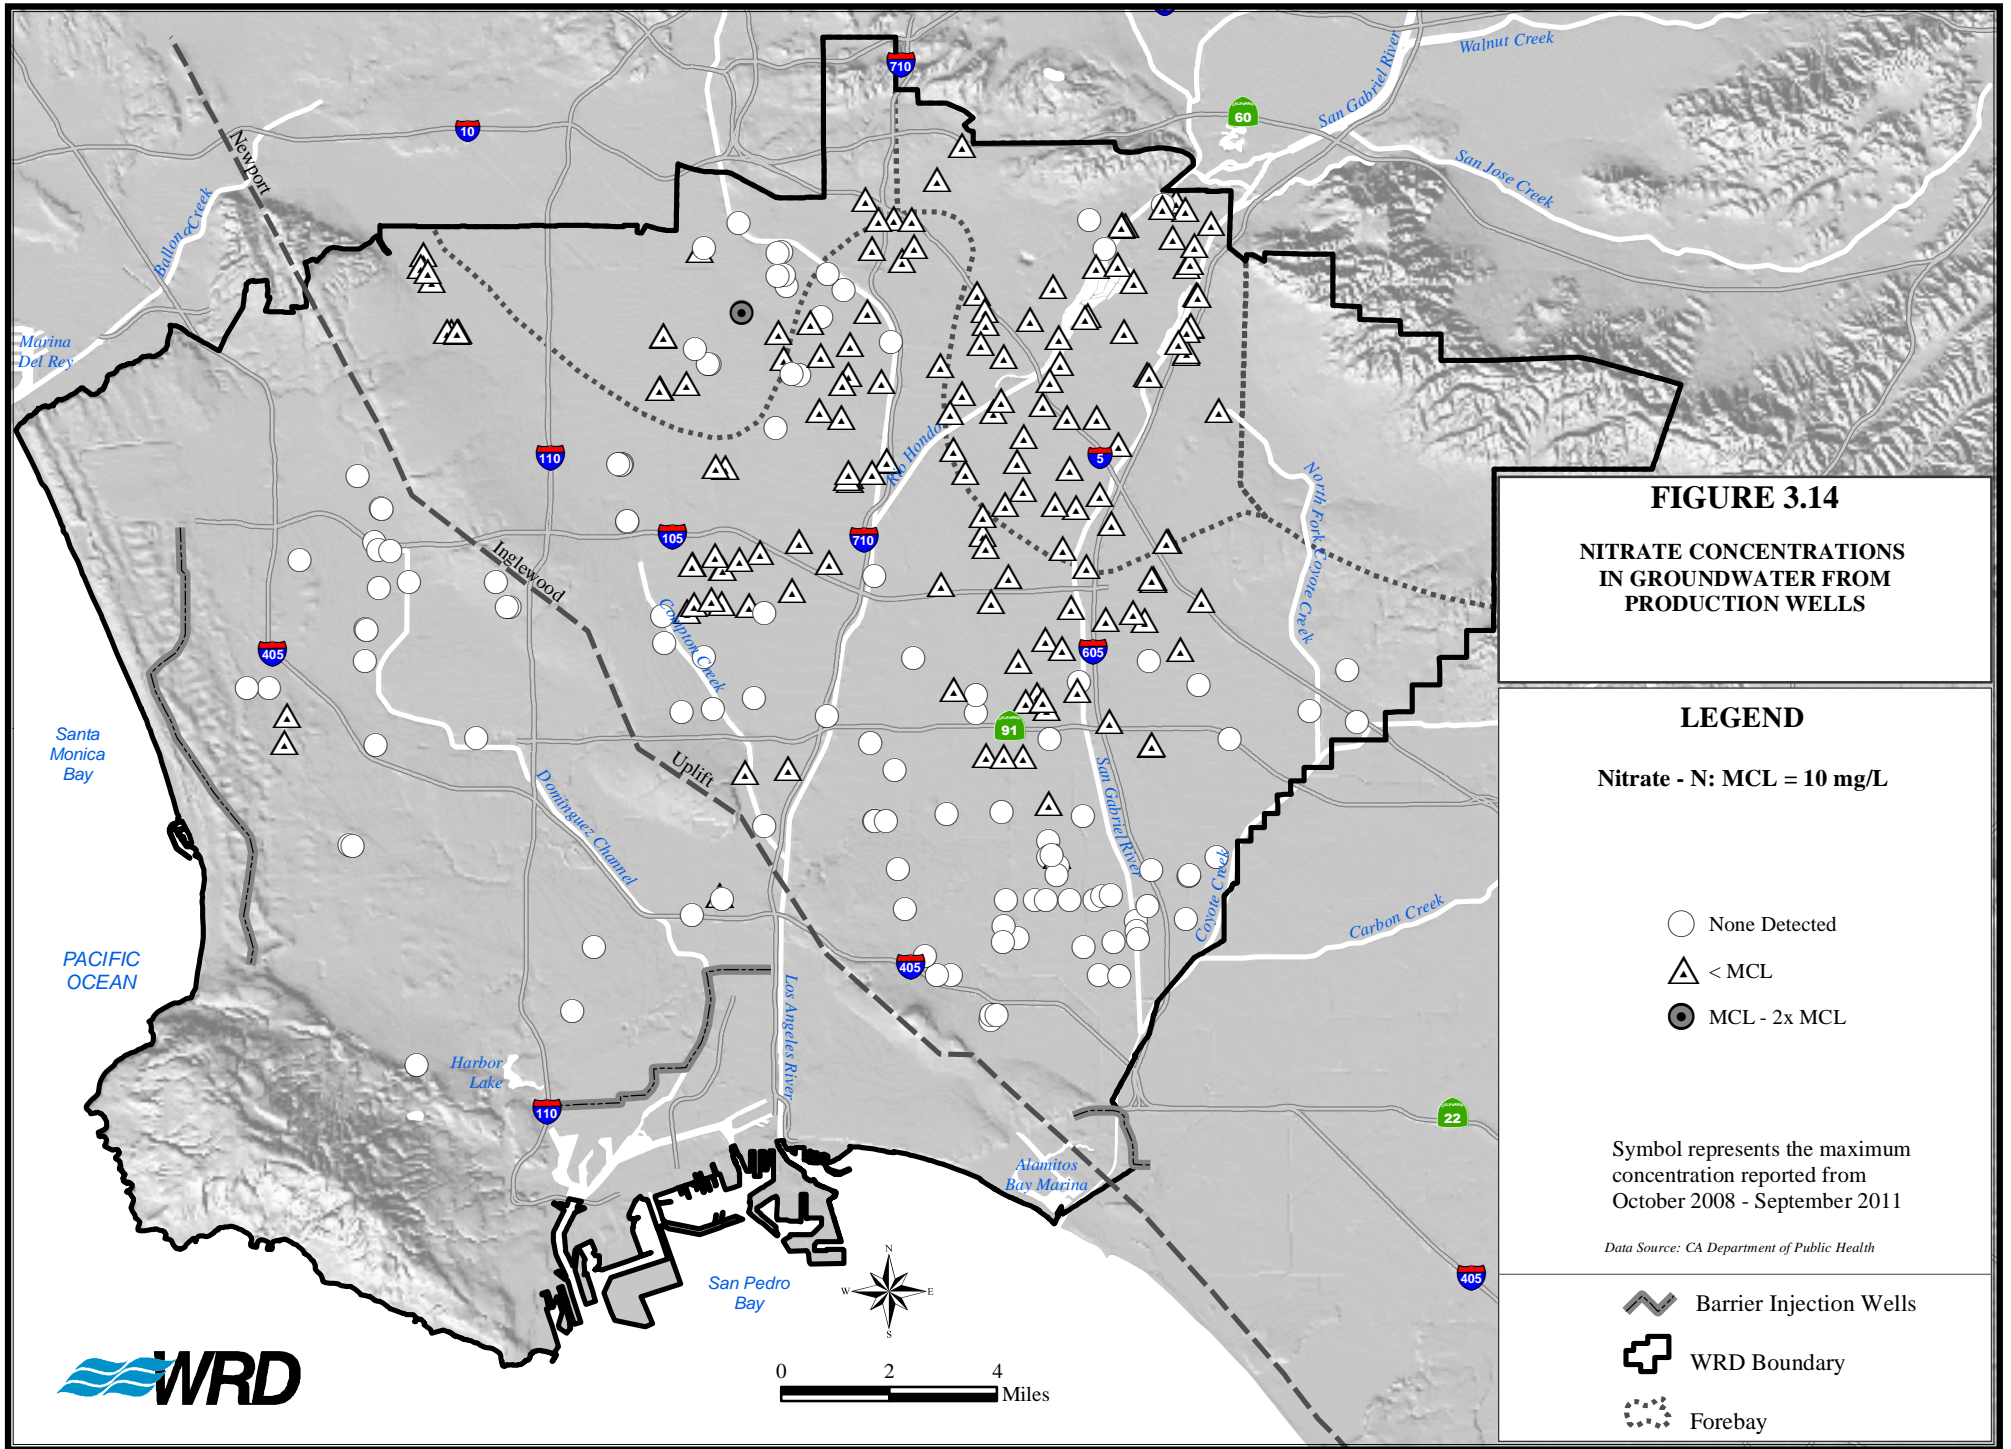 Walnut Creek
San Gabriel River
710
10
60
San Jose Creek
Newport
Ballona Creek
Marina
Del Rey
110
5
Rio Hondo
North Fork Coyote Creek
105
710
Inglewood
Compton Creek
405
605
91
Uplift
Santa
Monica
Bay
Dominguez Channel
San Gabriel River
Coyote Creek
Carbon Creek
PACIFIC
OCEAN
405
Los Angeles River
Harbor
Lake
110
22
Alamitos
Bay Marina
405
San Pedro
Bay
N
W E
S
0 2 4
Miles
WRD
FIGURE 3.14
NITRATE CONCENTRATIONS
IN GROUNDWATER FROM
PRODUCTION WELLS
LEGEND
Nitrate - N: MCL = 10 mg/L
None Detected
< MCL
MCL - 2x MCL
Symbol represents the maximum
concentration reported from
October 2008 - September 2011
Data Source: CA Department of Public Health
Barrier Injection Wells
WRD Boundary
Forebay